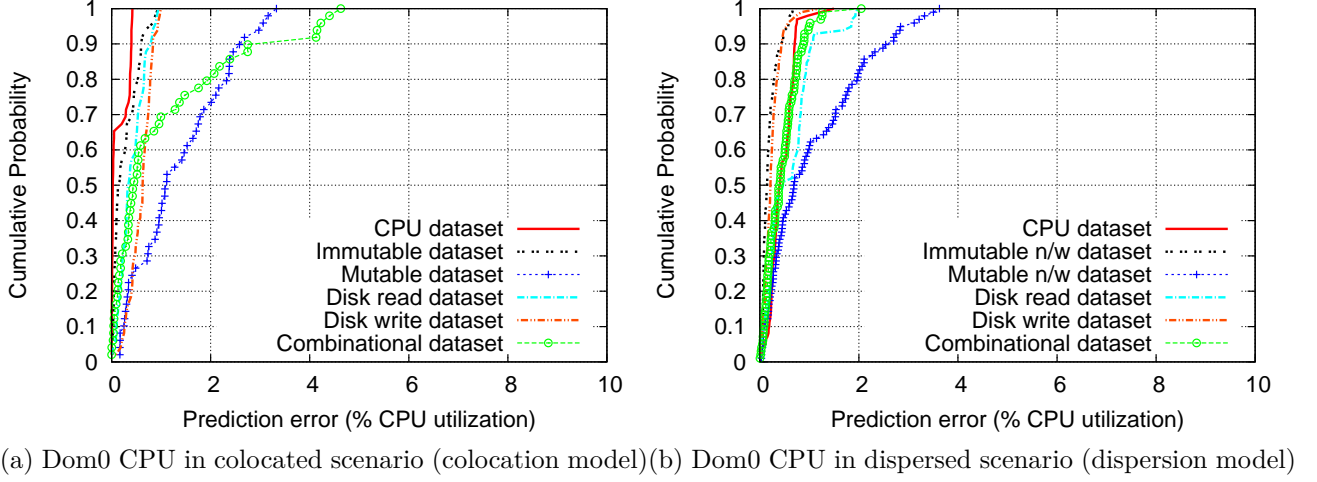 1
0.9
0.8
0.7
0.6
0.5
0.4
0.3
0.2
0.1
0
Cumulative Probability
0 2 4 6 8 10
Prediction error (% CPU utilization)
CPU dataset
Immutable dataset
Mutable dataset
Disk read dataset
Disk write dataset
Combinational dataset
(a) Dom0 CPU in colocated scenario (colocation model)
1
0.9
0.8
0.7
0.6
0.5
0.4
0.3
0.2
0.1
0
Cumulative Probability
0 2 4 6 8 10
Prediction error (% CPU utilization)
CPU dataset
Immutable n/w dataset
Mutable n/w dataset
Disk read dataset
Disk write dataset
Combinational dataset
(b) Dom0 CPU in dispersed scenario (dispersion model)